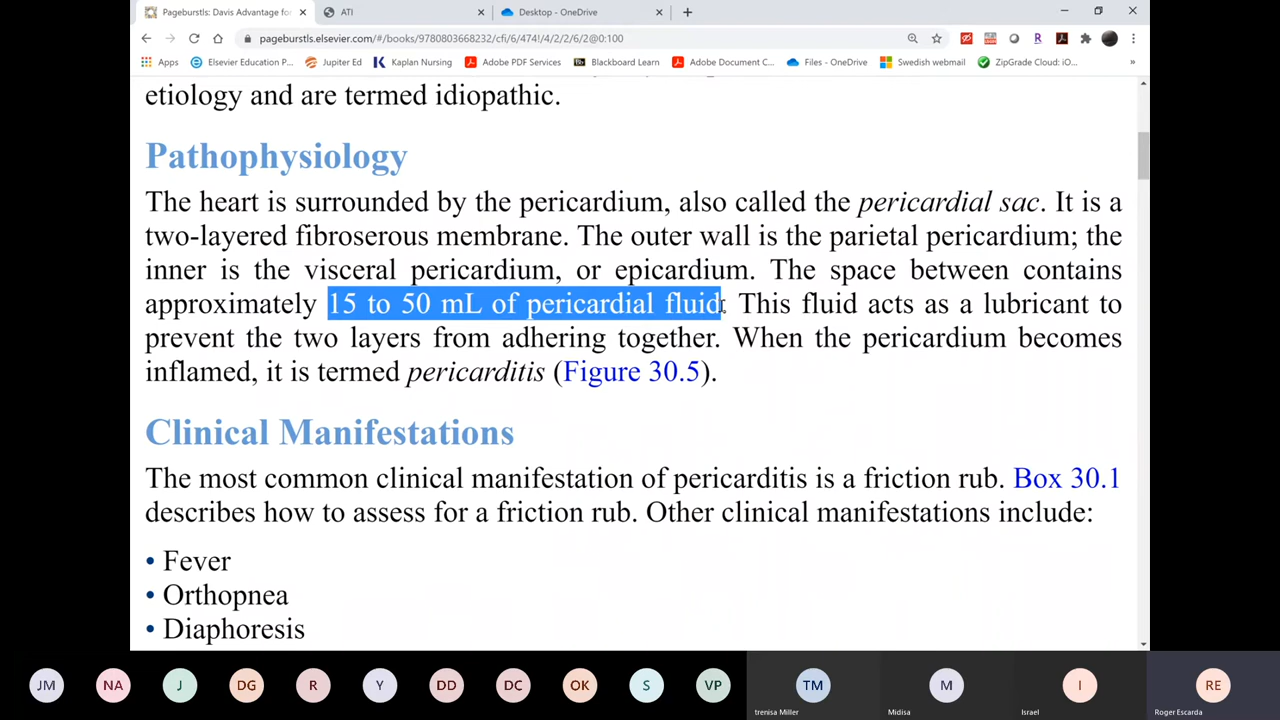 Pageburstls: Davis Advantage for
ATI
Desktop - OneDrive
pageburstls.elsevier.com/#/books/9780803668232/cfi/6/474!/4/2/2/6/2@0:100
Apps
Elsevier Education P...
Jupiter Ed
Kaplan Nursing
Adobe PDF Services
Blackboard Learn
Adobe Document C...
Files - OneDrive
Swedish webmail
ZipGrade Cloud: iO...
etiology and are termed idiopathic.
Pathophysiology
The heart is surrounded by the pericardium, also called the pericardial sac. It is a
two-layered fibroserous membrane. The outer wall is the parietal pericardium; the
inner is the visceral pericardium, or epicardium. The space between contains
approximately 15 to 50 mL of pericardial fluid. This fluid acts as a lubricant to
prevent the two layers from adhering together. When the pericardium becomes
inflamed, it is termed pericarditis (Figure 30.5).
Clinical Manifestations
The most common clinical manifestation of pericarditis is a friction rub. Box 30.1
describes how to assess for a friction rub. Other clinical manifestations include:
• Fever
• Orthopnea
• Diaphoresis
JM NA J DG R Y DD DC OK S VP TM M I RE
trenisa Miller
Midisa
Israel
Roger Escarda